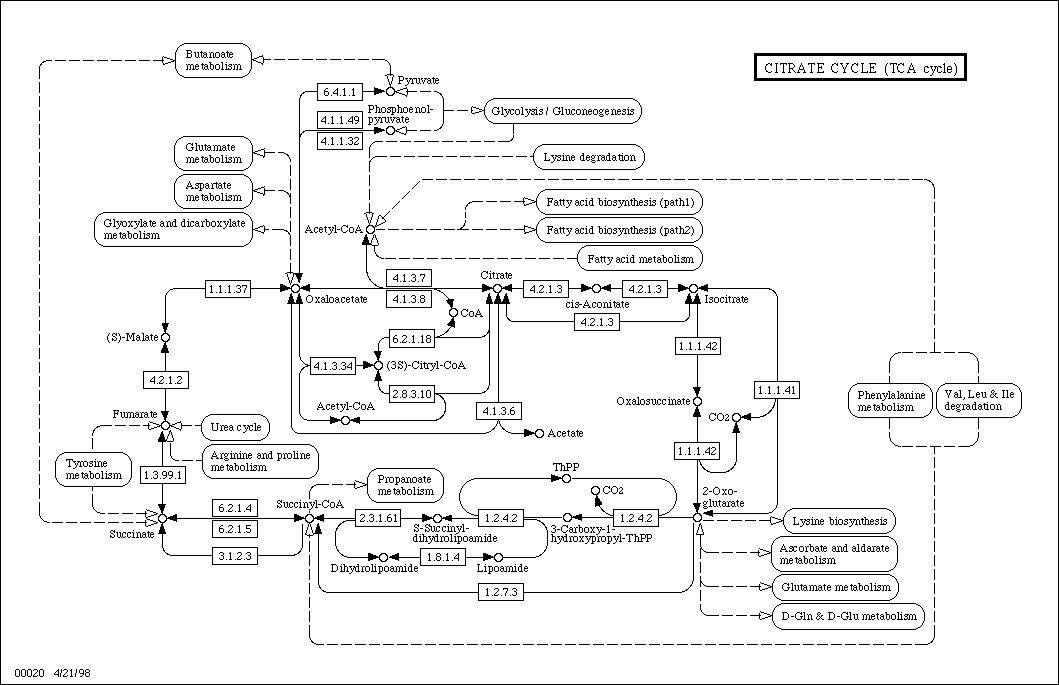 Butanoate
metabolism
CITRATE CYCLE (TCA cycle)
Pyruvate
6.4.1.1
Phosphoenol-
pyruvate
4.1.1.49
4.1.1.32
Glycolysis / Gluconeogenesis
Glutamate
metabolism
Lysine degradation
Aspartate
metabolism
Fatty acid biosynthesis (path1)
Glyoxylate and dicarboxylate
metabolism
Acetyl-CoA
Fatty acid biosynthesis (path2)
Fatty acid metabolism
4.1.3.7
4.1.3.8
Citrate
1.1.1.37
Oxaloacetate
4.2.1.3
cis-Aconitate
4.2.1.3
Isocitrate
CoA
4.2.1.3
(S)-Malate
6.2.1.18
1.1.1.42
4.1.3.34
(3S)-Citryl-CoA
4.2.1.2
2.8.3.10
1.1.1.41
Phenylalanine
metabolism
Val, Leu & Ile
degradation
Acetyl-CoA
4.1.3.6
Oxalosuccinate
CO2
Fumarate
Urea cycle
Acetate
1.1.1.42
Arginine and proline
metabolism
Tyrosine
metabolism
1.3.99.1
ThPP
Propanoate
metabolism
CO2
2-Oxo-
glutarate
Succinyl-CoA
6.2.1.4
6.2.1.5
2.3.1.61
1.2.4.2
1.2.4.2
Succinate
S-Succinyl-
dihydrolipoamide
3-Carboxy-1-
hydroxypropyl-ThPP
Lysine biosynthesis
3.1.2.3
1.8.1.4
Dihydrolipoamide
Lipoamide
Ascorbate and aldarate
metabolism
1.2.7.3
Glutamate metabolism
D-Gln & D-Glu metabolism
00020 4/21/98